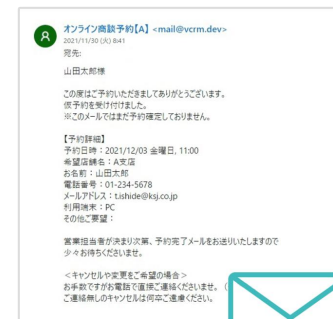 A
オンライン商談予約【A】 <mail@vcrm.dev>
2021/11/30 (火) 8:41
宛先:
山田太郎様
この度はご予約いただきましてありがとうございます。
仮予約を受け付けました。
※このメールではまだ予約確定しておりません。
【予約詳細】
予約日時:2021/12/03 金曜日, 11:00
希望店舗名:A支店
お名前:山田太郎
電話番号:01-234-5678
メールアドレス:t.ishide@ksj.co.jp
利用端末:PC
その他ご要望:
営業担当者が決まり次第、予約完了メールをお送りいたしますので
少々お待ちくださいませ。
<キャンセルや変更をご希望の場合>
お手数ですがお電話で直接ご連絡くださいませ。(
ご連絡無しのキャンセルは何卒ご遠慮ください。